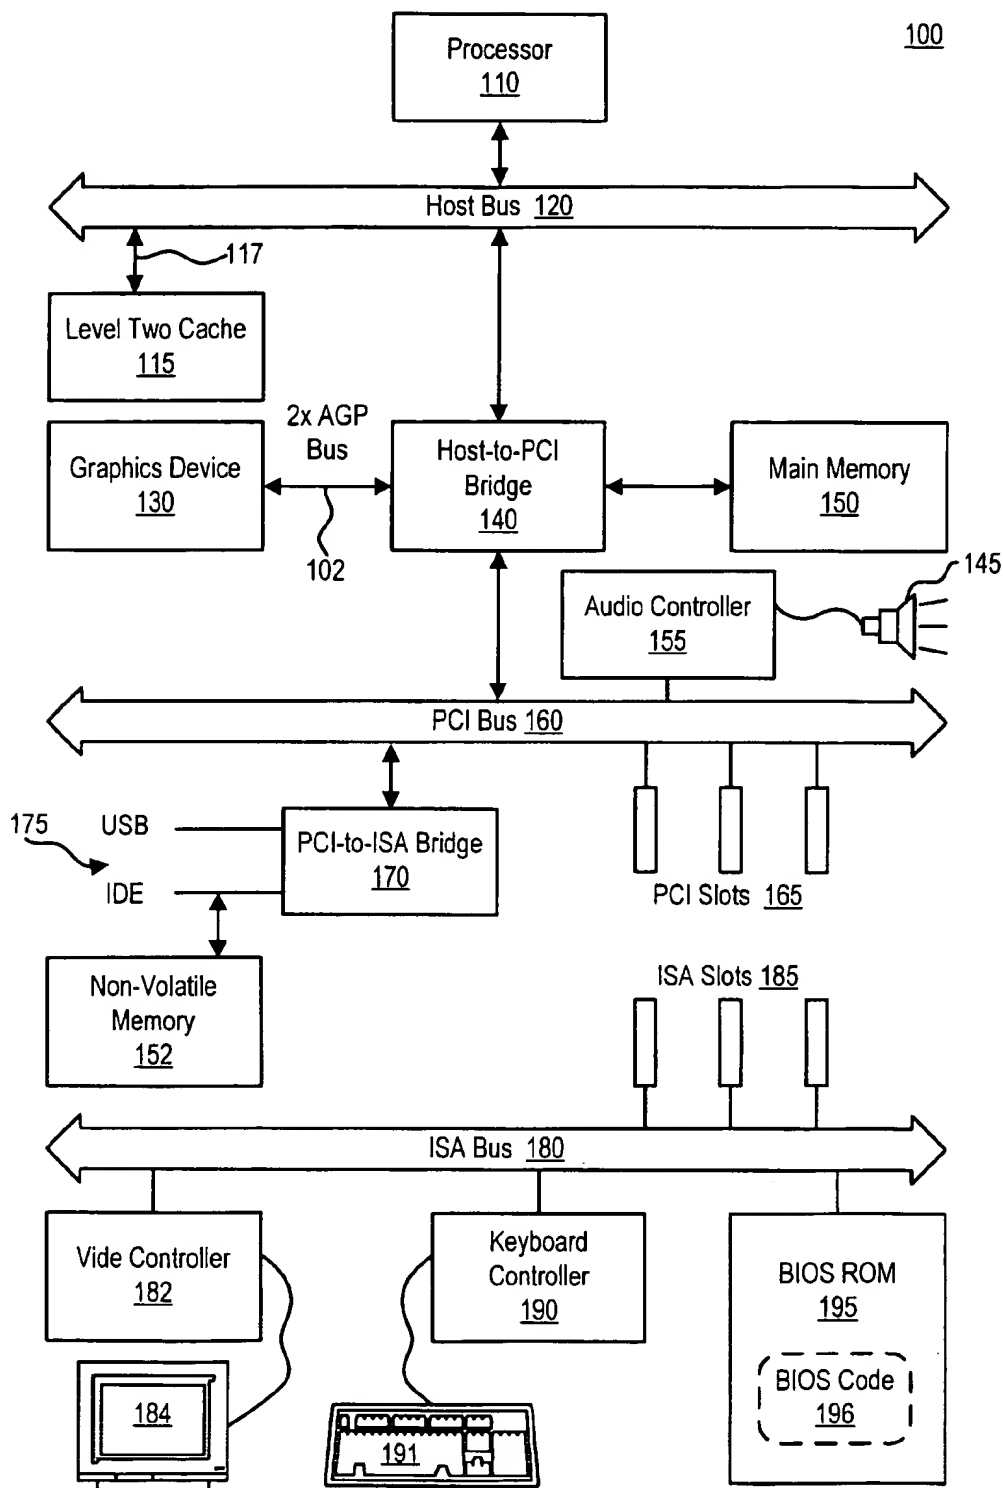 100
Processor
110
Host Bus 120
117
Level Two Cache
115
2x AGP
Bus
Graphics Device
130
102
Host-to-PCI
Bridge
140
Main Memory
150
145
Audio Controller
155
PCI Bus 160
175
USB
IDE
PCI-to-ISA Bridge
170
PCI Slots 165
Non-Volatile
Memory
152
ISA Slots 185
ISA Bus 180
Vide Controller
182
184
Keyboard
Controller
190
191
BIOS ROM
195
BIOS Code
196